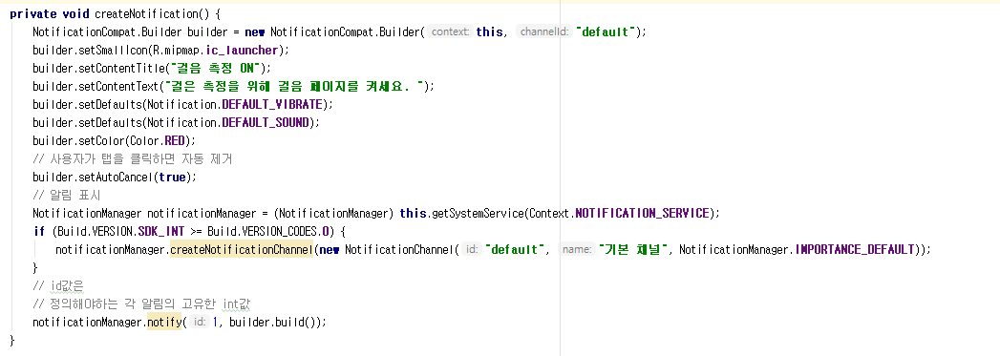 private void createNotification() {
NotificationCompat.Builder builder = new NotificationCompat.Builder( context: this, channelId: "default");
builder.setSmallIcon(R.mipmap.ic_launcher);
builder.setContentTitle("걸음 측정 ON");
builder.setContentText("걸은 측정을 위해 걸음 페이지를 켜세요. ");
builder.setDefaults(Notification.DEFAULT_VIBRATE);
builder.setDefaults(Notification.DEFAULT_SOUND);
builder.setColor(Color.RED);
// 사용자가 탭을 클릭하면 자동 제거
builder.setAutoCancel(true);
// 알림 표시
NotificationManager notificationManager = (NotificationManager) this.getSystemService(Context.NOTIFICATION_SERVICE);
if (Build.VERSION.SDK_INT >= Build.VERSION_CODES.O) {
notificationManager.createNotificationChannel(new NotificationChannel( id: "default", name: "기본 채널", NotificationManager.IMPORTANCE_DEFAULT));
}
// id값은
// 정의해야하는 각 알림의 고유한 int값
notificationManager.notify( id: 1, builder.build());
}